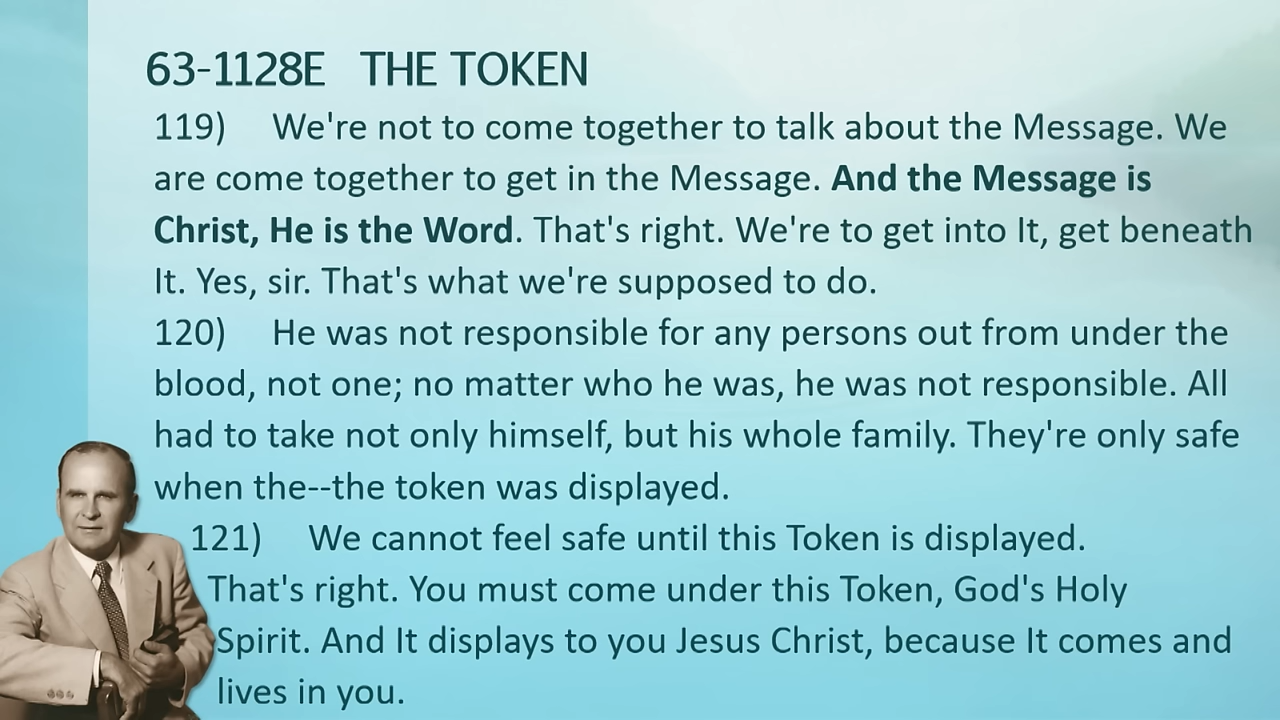 63-1128E THE TOKEN
119) We're not to come together to talk about the Message. We
are come together to get in the Message. And the Message is
Christ, He is the Word. That's right. We're to get into It, get beneath
It. Yes, sir. That's what we're supposed to do.
120) He was not responsible for any persons out from under the
blood, not one; no matter who he was, he was not responsible. All
had to take not only himself, but his whole family. They're only safe
when the--the token was displayed.
121) We cannot feel safe until this Token is displayed.
That's right. You must come under this Token, God's Holy
Spirit. And It displays to you Jesus Christ, because It comes and
lives in you.